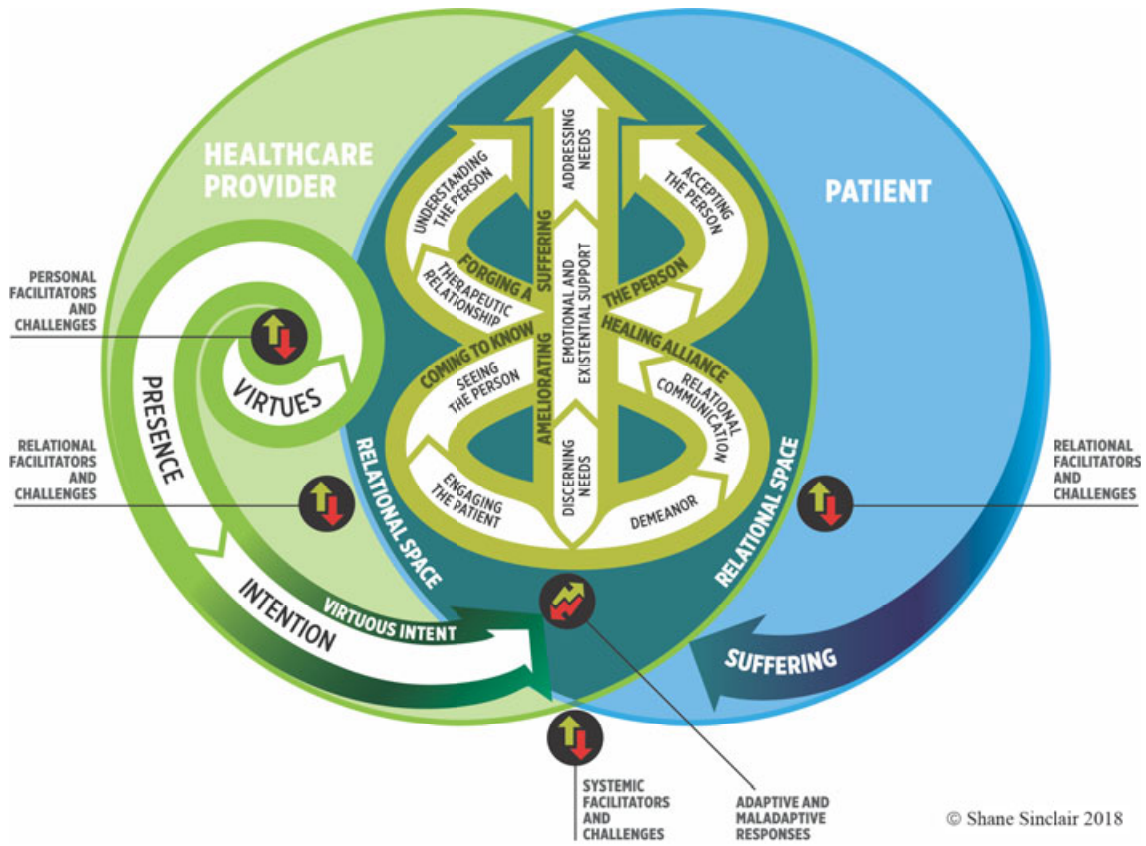 HEALTHCARE
PROVIDER
PATIENT
PERSONAL
FACILITATORS
AND
CHALLENGES
RELATIONAL
FACILITATORS
AND
CHALLENGES
VIRTUES
PRESENCE
INTENTION
VIRTUOUS INTENT
RELATIONAL SPACE
UNDERSTANDING
THE PERSON
FORGING A
THERAPEUTIC
RELATIONSHIP
COMING TO KNOW
SEEING
THE PERSON
ENGAGING
THE PATIENT
AMELIORATING SUFFERING
ADDRESSING
NEEDS
EMOTIONAL AND
EXISTENTIAL SUPPORT
DISCERNING
NEEDS
ACCEPTING
THE PERSON
THE PERSON
HEALING ALLIANCE
RELATIONAL
COMMUNICATION
DEMEANOR
RELATIONAL SPACE
SUFFERING
RELATIONAL
FACILITATORS
AND
CHALLENGES
SYSTEMIC
FACILITATORS
AND
CHALLENGES
ADAPTIVE AND
MALADAPTIVE
RESPONSES
© Shane Sinclair 2018